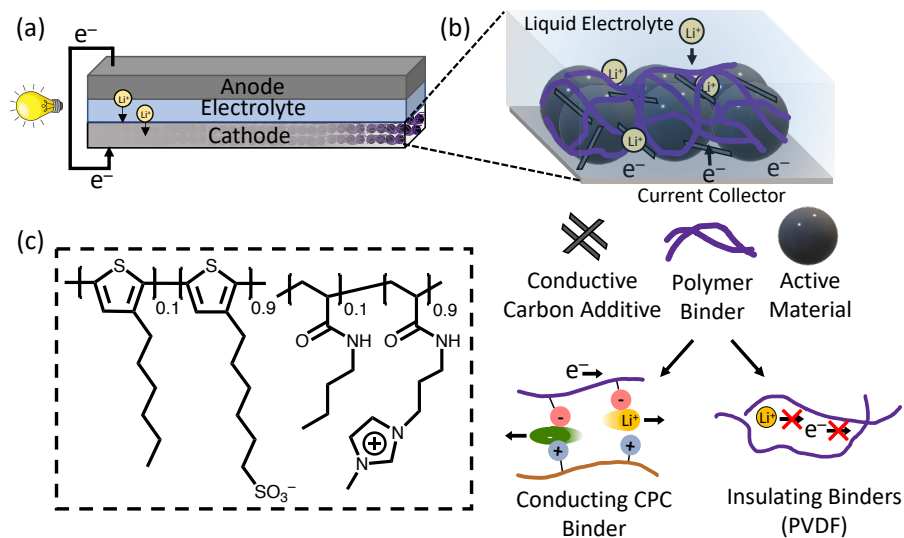 (a)
e⁻
Anode
Li⁺
Electrolyte
Li⁺
Cathode
e⁻
(b)
Liquid Electrolyte
Li⁺
Li⁺
Li⁺
Li⁺
e⁻ e⁻ e⁻
Current Collector
Conductive
Carbon Additive
Polymer
Binder
Active
Material
(c)
S S
0.1 0.9 0.1 0.9
O NH O NH
N
N
+
SO₃⁻
e⁻
- -
Li⁺
-
+ +
Conducting CPC
Binder
Li⁺
e⁻
Insulating Binders
(PVDF)